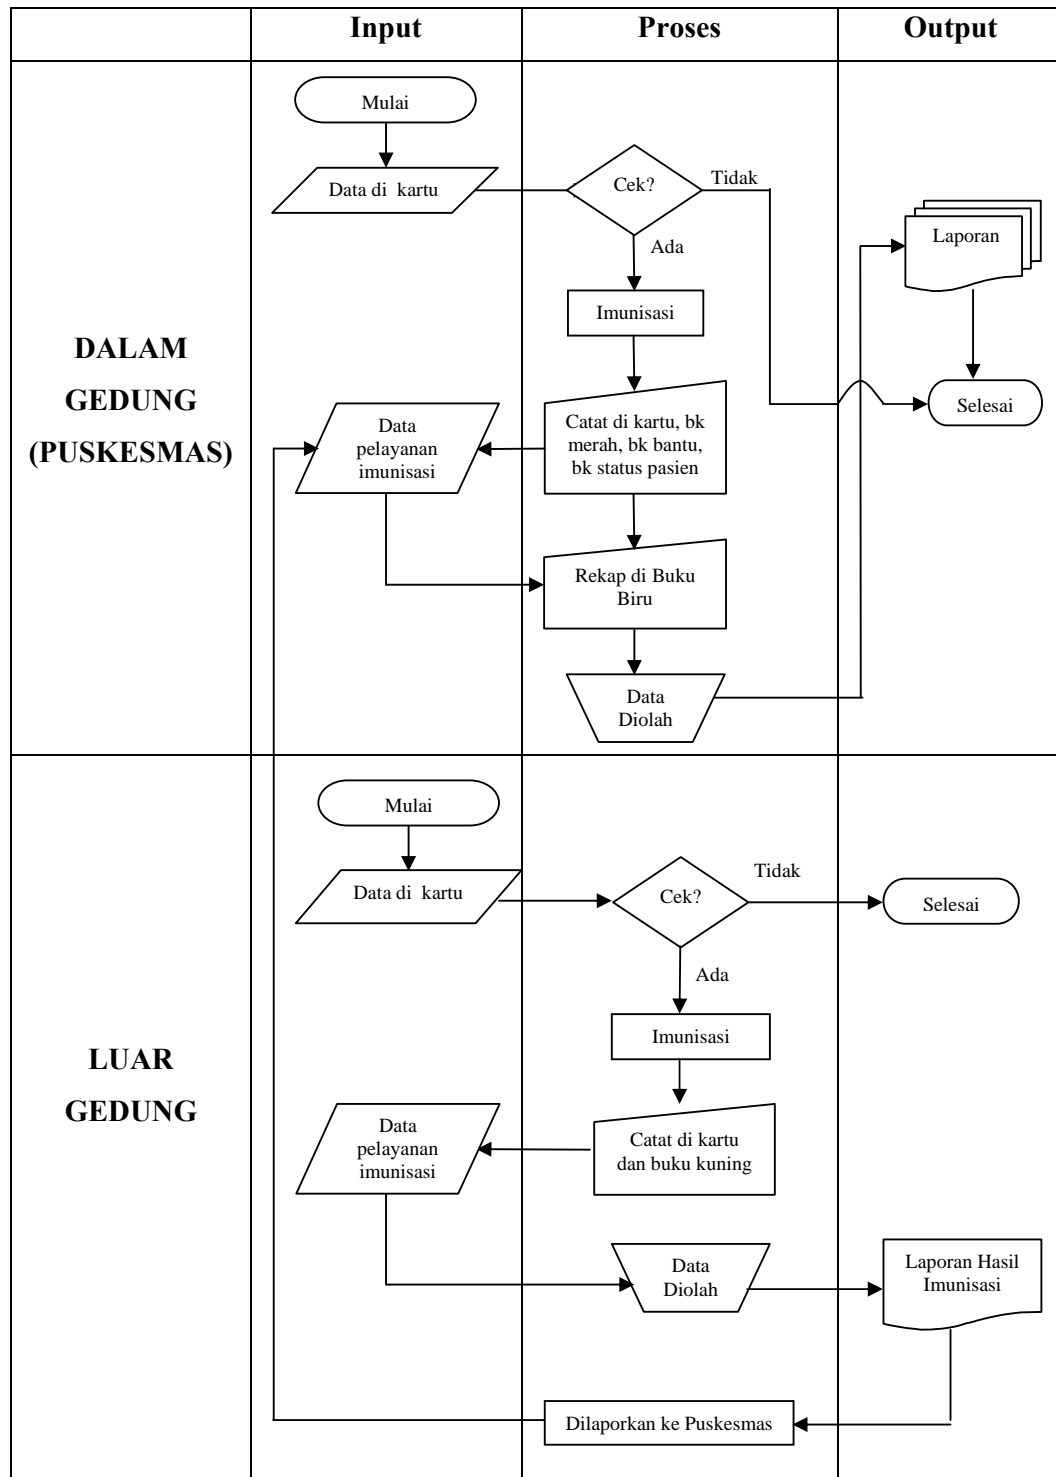 Input
Proses
Output
DALAM
GEDUNG
(PUSKESMAS)
Mulai
Data di kartu
Cek?
Tidak
Ada
Imunisasi
Catat di kartu, bk
merah, bk bantu,
bk status pasien
Data
pelayanan
imunisasi
Rekap di Buku
Biru
Data
Diolah
Laporan
Selesai
LUAR
GEDUNG
Mulai
Data di kartu
Cek?
Tidak
Selesai
Ada
Imunisasi
Catat di kartu
dan buku kuning
Data
pelayanan
imunisasi
Data
Diolah
Laporan Hasil
Imunisasi
Dilaporkan ke Puskesmas